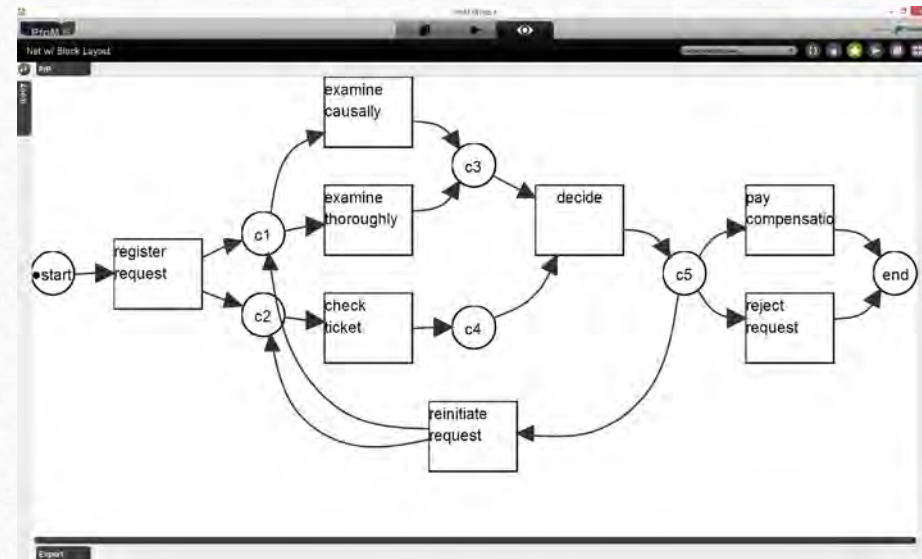 ProM
Net w/ Block Layout
examine
causally
c3
examine
thoroughly
decide
pay
compensatio
c1
register
request
start
c5
end
c2
check
ticket
c4
reject
request
reinitiate
request
Export